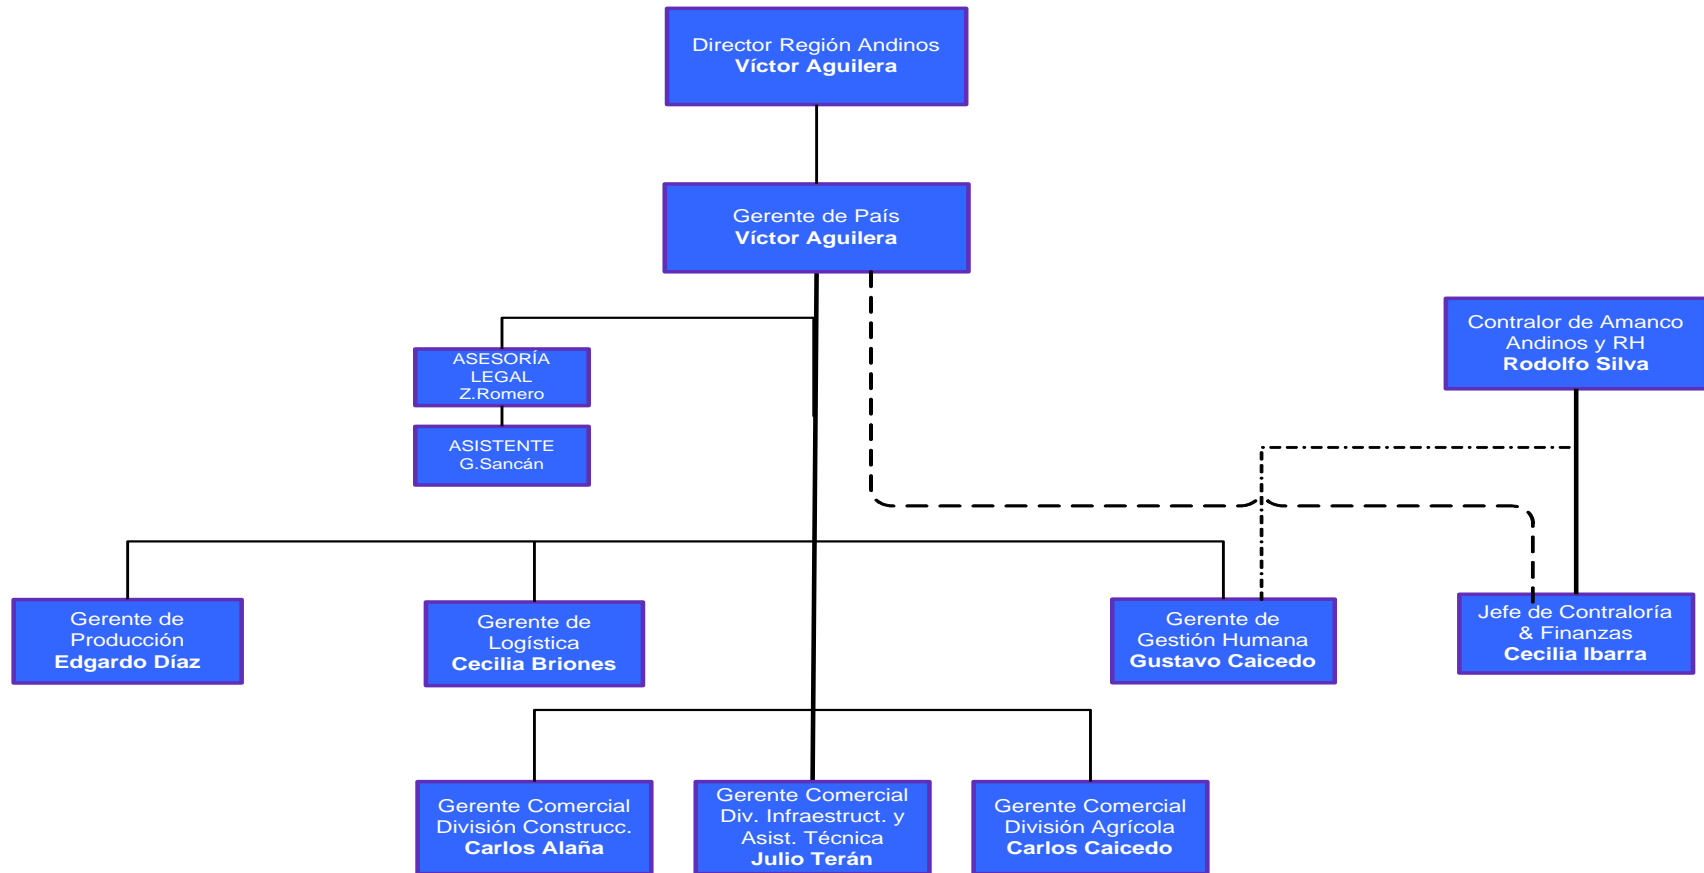 Director Región Andinos
Víctor Aguilera
Gerente de País
Víctor Aguilera
Contralor de Amanco
Andinos y RH
Rodolfo Silva
ASESORÍA
LEGAL
Z.Romero
ASISTENTE
G.Sancán
Gerente de
Producción
Edgardo Díaz
Gerente de
Logística
Cecilia Briones
Gerente de
Gestión Humana
Gustavo Caicedo
Jefe de Contraloría
& Finanzas
Cecilia Ibarra
Gerente Comercial
División Construcc.
Carlos Alaña
Gerente Comercial
Div. Infraestruct. y
Asist. Técnica
Julio Terán
Gerente Comercial
División Agrícola
Carlos Caicedo